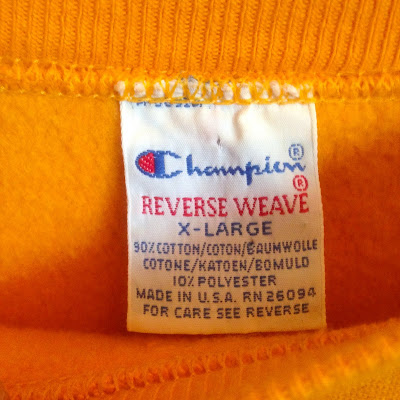 Champion®
REVERSE WEAVE®
X-LARGE
90% COTTON/COTON/BAUMWOLLE
COTONE/KATOEN/BOMULD
10% POLYESTER
MADE IN U.S.A. RN 26094
FOR CARE SEE REVERSE